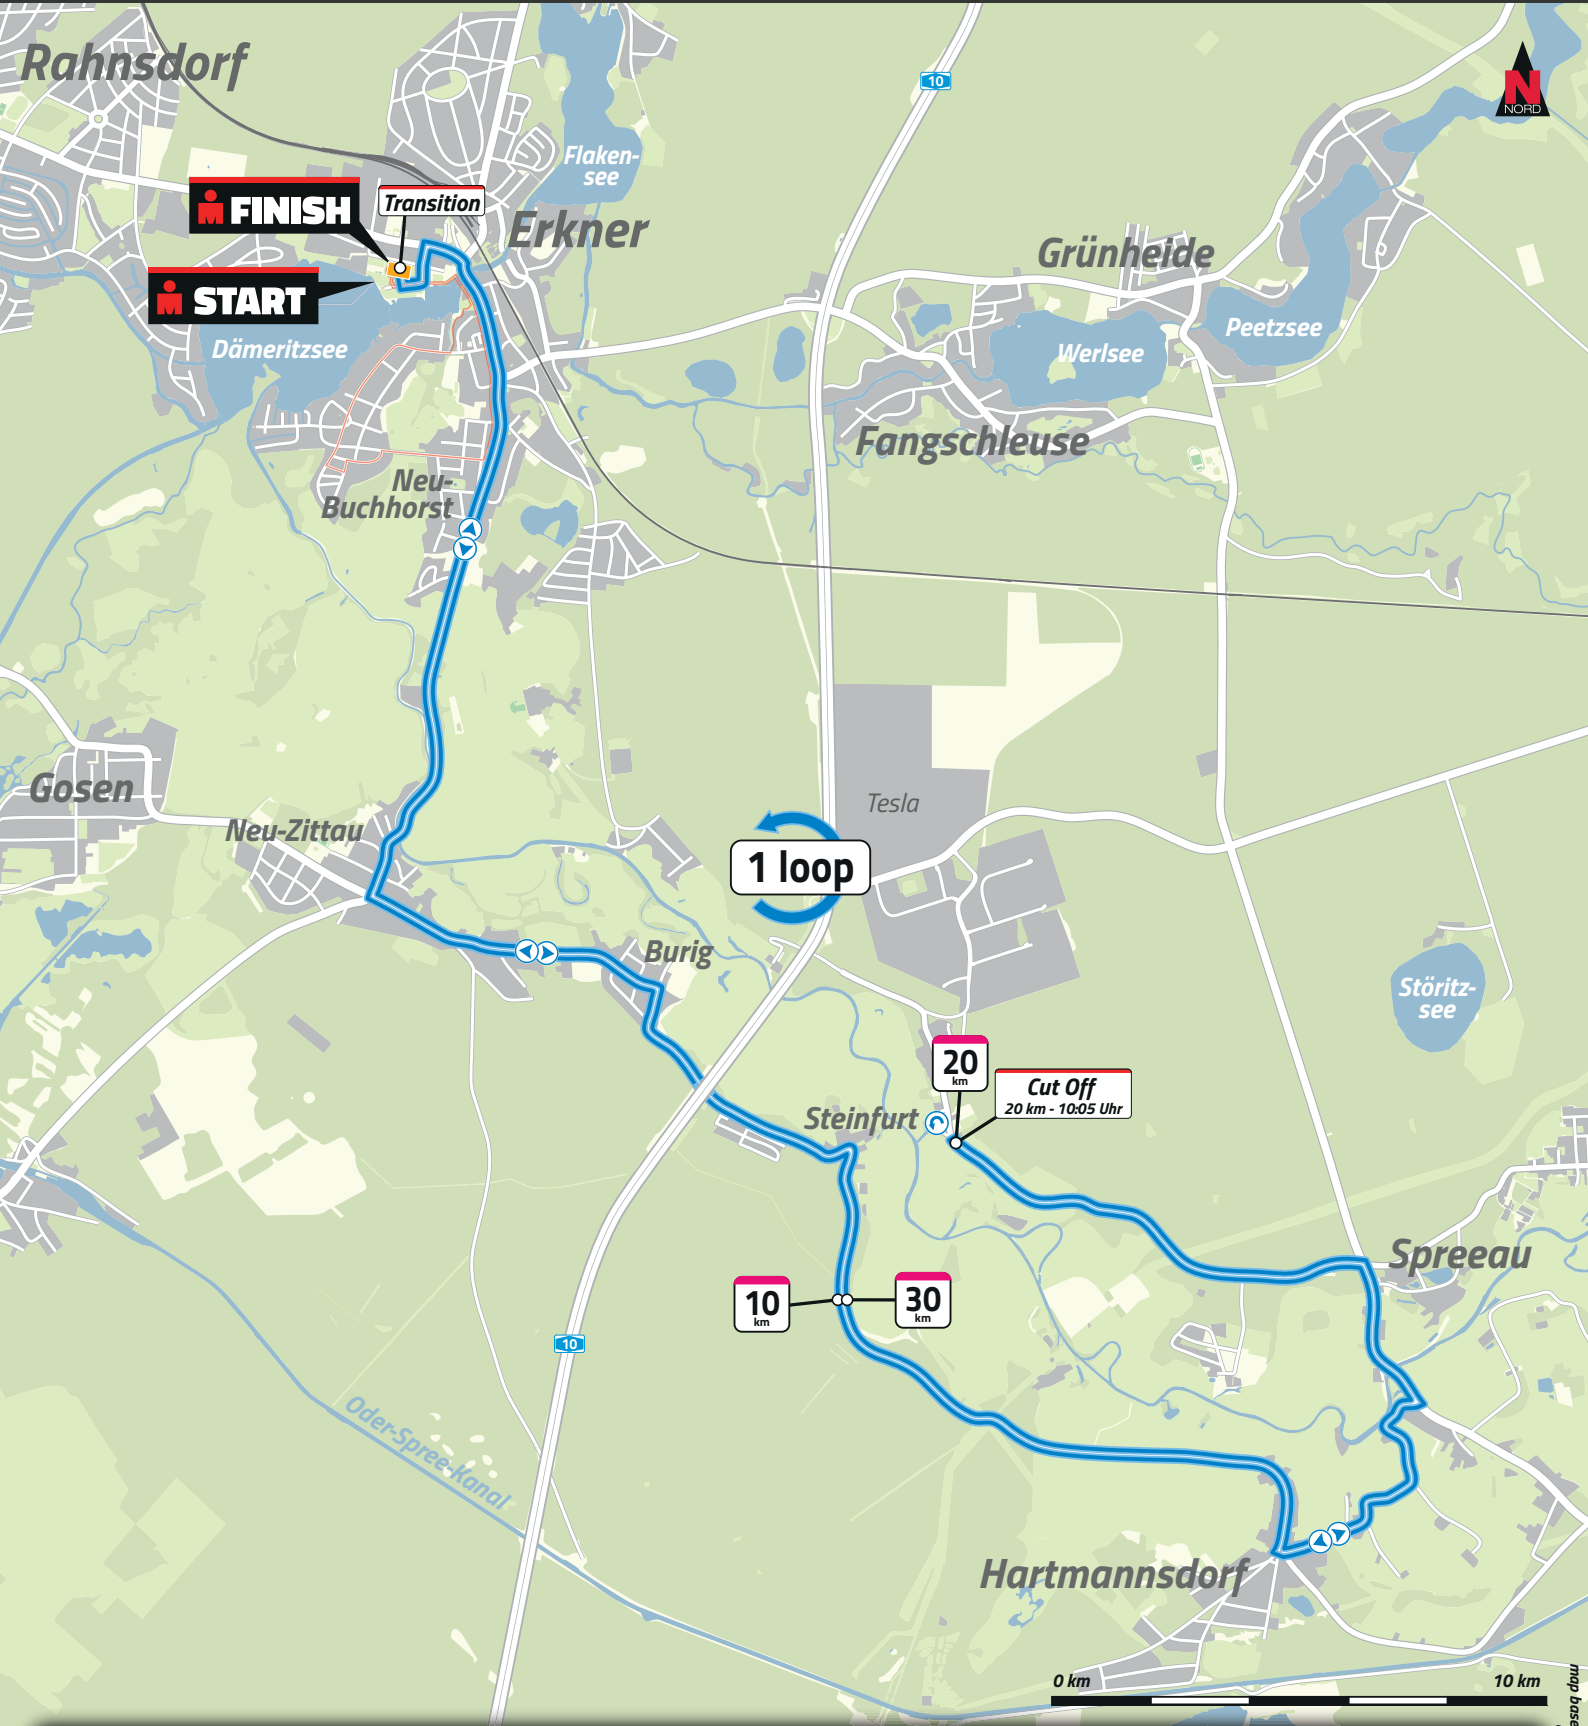 Rahnsdorf
10
N
NORD
Flaken-
see
FINISH
Transition
Erkner
Grünheide
START
Dämeritzsee
Peetzsee
Werlsee
Fangschleuse
Neu-
Buchhorst
Gosen
Tesla
Neu-Zittau
1 loop
Burig
Störitz-
see
20
km
Cut Off
20 km - 10:05 Uhr
Steinfurt
Spreeau
10
km
30
km
10
Oder-Spree-Kanal
Hartmannsdorf
0 km
10 km
map base